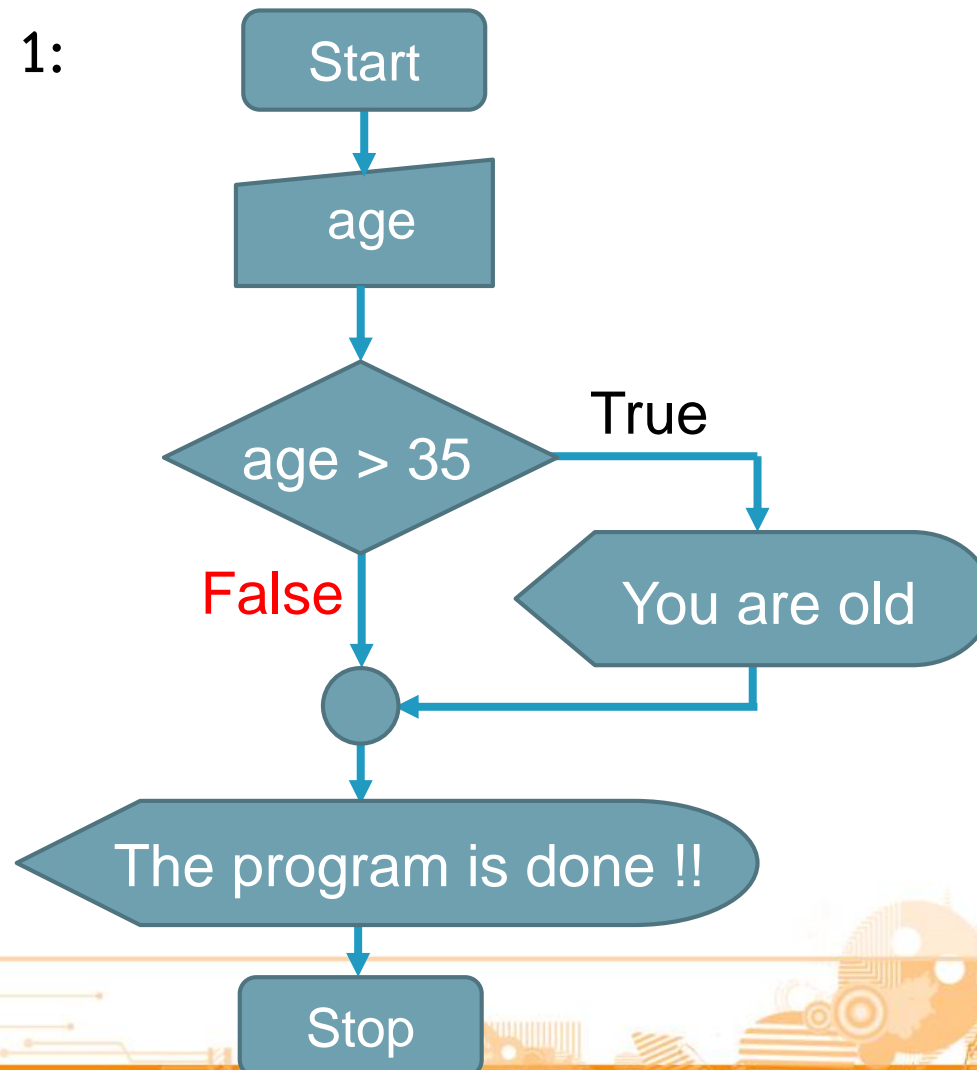 1:
Start
age
age > 35
True
False
You are old
The program is done !!
Stop